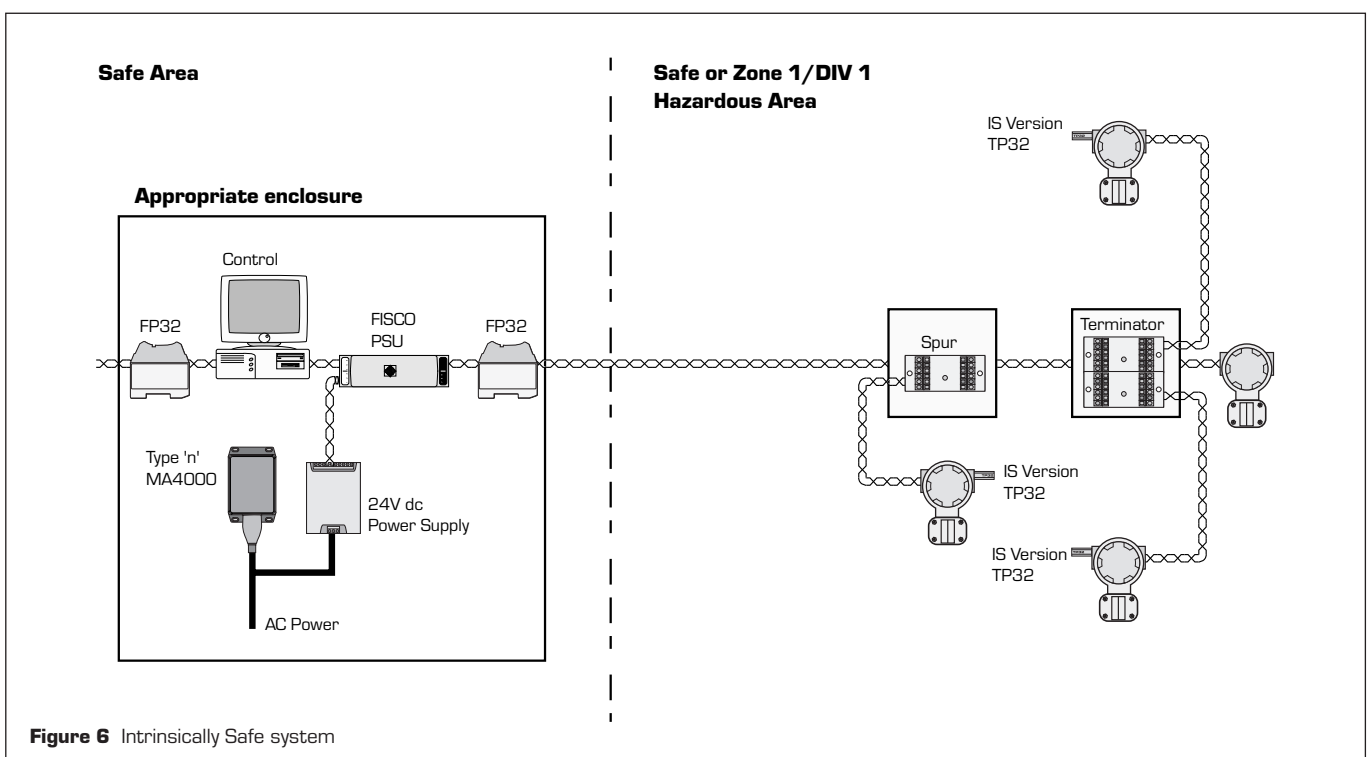 Safe Area
Safe or Zone 1/DIV 1
Hazardous Area
IS Version
TP32
Appropriate enclosure
Control
FP32
FISCO
PSU
FP32
Spur
Terminator
Type 'n'
MA4000
24V dc
Power Supply
IS Version
TP32
IS Version
TP32
AC Power
Figure 6 Intrinsically Safe system